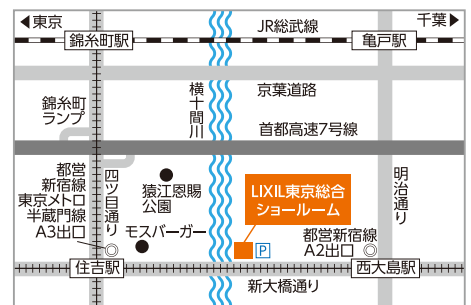 ◀東京
千葉▶
JR総武線
錦糸町駅
亀戸駅
京葉道路
横十間川
錦糸町
ランプ
首都高速7号線
都営
新宿線
東京メトロ
半蔵門線
A3出口
四ツ目通り
猿江恩賜
公園
モスバーガー
LIXIL東京総合
ショールーム
P
明治通り
都営新宿線
A2出口
住吉駅
西大島駅
新大橋通り